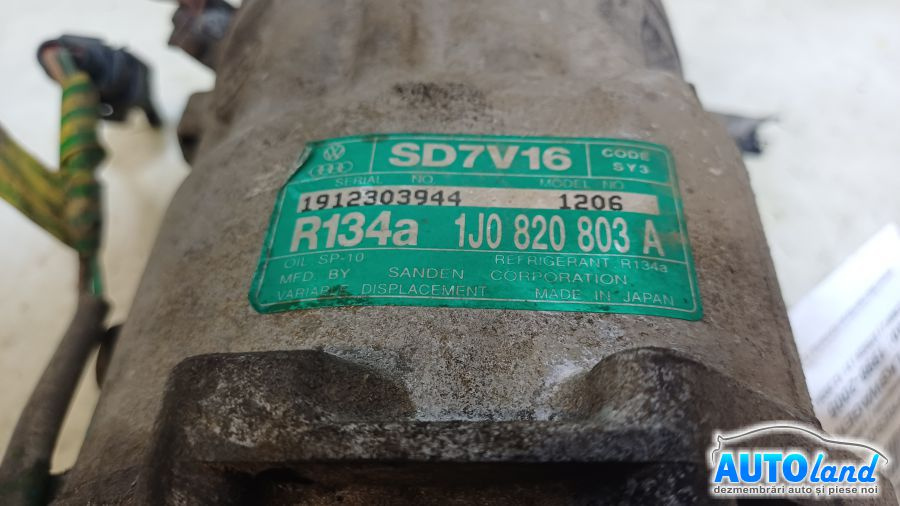 SD7V16
CODE
SY3
SERIAL NO
MODEL NO
1912303944
1206
R134a
1J0 820 803 A
OIL SP-10
REFRIGERANT R134a
MFD. BY SANDEN CORPORATION
VARIABLE DISPLACEMENT MADE IN JAPAN
AUTOland
dezmembrări auto și piese noi